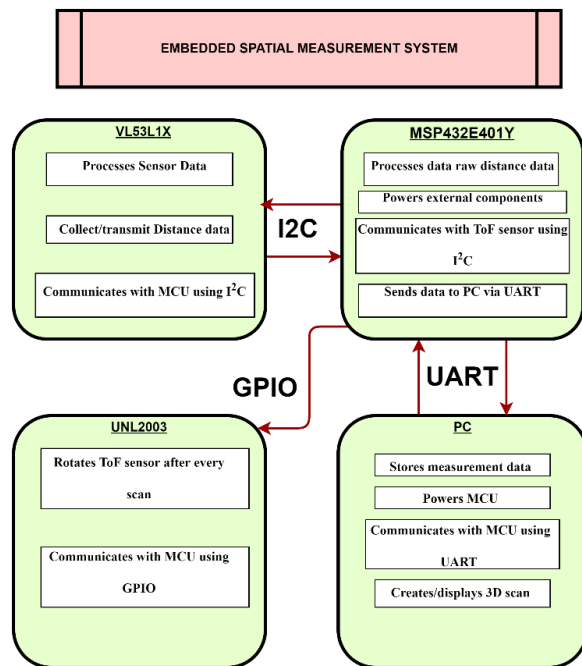 EMBEDDED SPATIAL MEASUREMENT SYSTEM
VL53L1X
Processes Sensor Data
Collect/transmit Distance data
Communicates with MCU using I²C
I2C
MSP432E401Y
Processes data raw distance data
Powers external components
Communicates with ToF sensor using
I²C
Sends data to PC via UART
GPIO
UART
UNL2003
Rotates ToF sensor after every
scan
Communicates with MCU using
GPIO
PC
Stores measurement data
Powers MCU
Communicates with MCU using
UART
Creates/displays 3D scan